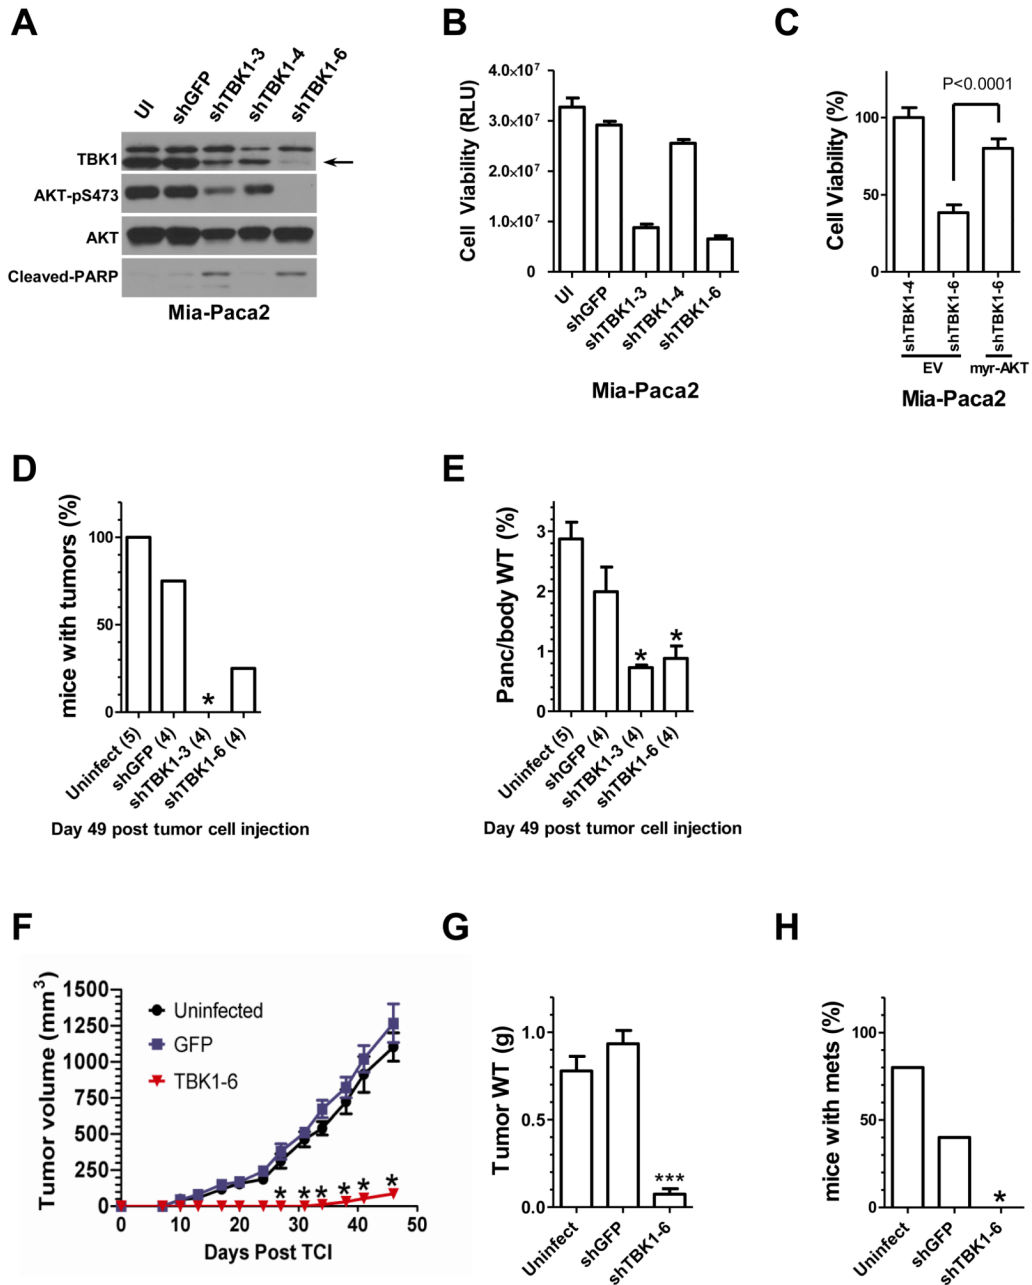 A
UI
shGFP
shTBK1-3
shTBK1-4
shTBK1-6
TBK1
AKT-pS473
AKT
Cleaved-PARP
Mia-Paca2
B
Cell Viability (RLU)
4.0×10⁷
3.0×10⁷
2.0×10⁷
1.0×10⁷
0
UI
shGFP
shTBK1-3
shTBK1-4
shTBK1-6
Mia-Paca2
C
Cell Viability (%)
P<0.0001
100
50
0
shTBK1-4
shTBK1-6
shTBK1-6
EV
myr-AKT
Mia-Paca2
D
mice with tumors (%)
100
50
0
*
Uninfect (5)
shGFP (4)
shTBK1-3 (4)
shTBK1-6 (4)
Day 49 post tumor cell injection
E
Panc/body WT (%)
3
2
1
0
*
*
Uninfect (5)
shGFP (4)
shTBK1-3 (4)
shTBK1-6 (4)
Day 49 post tumor cell injection
F
Tumor volume (mm³)
1500
1250
1000
750
500
250
0
Uninfected
GFP
TBK1-6
* * * * * *
0 10 20 30 40 50
Days Post TCI
G
Tumor WT (g)
1.0
0.5
0.0
***
Uninfect
shGFP
shTBK1-6
H
mice with mets (%)
100
50
0
*
Uninfect
shGFP
shTBK1-6